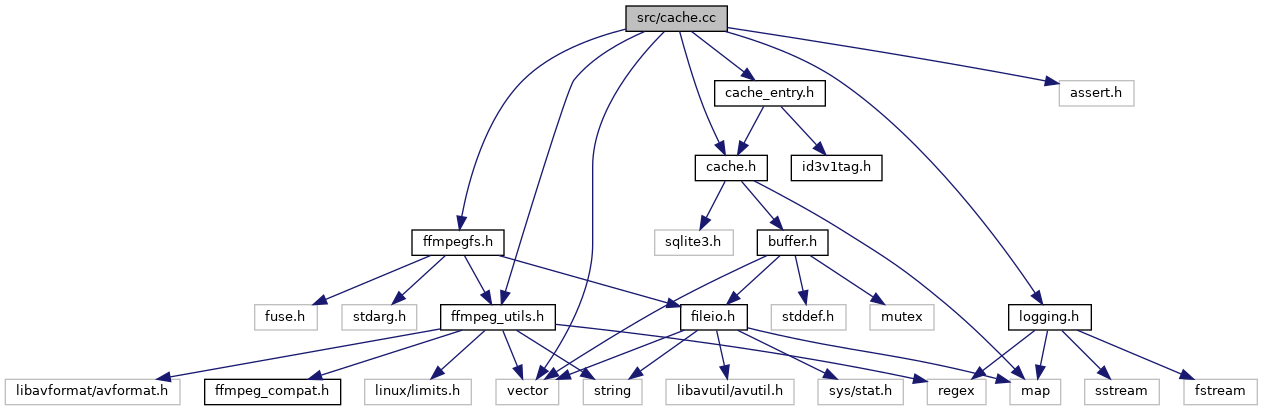 src/cache.cc
cache_entry.h
assert.h
cache.h
id3v1tag.h
ffmpegfs.h
sqlite3.h
buffer.h
fuse.h
stdarg.h
ffmpeg_utils.h
fileio.h
stddef.h
mutex
logging.h
libavformat/avformat.h
ffmpeg_compat.h
linux/limits.h
vector
string
libavutil/avutil.h
sys/stat.h
regex
map
sstream
fstream